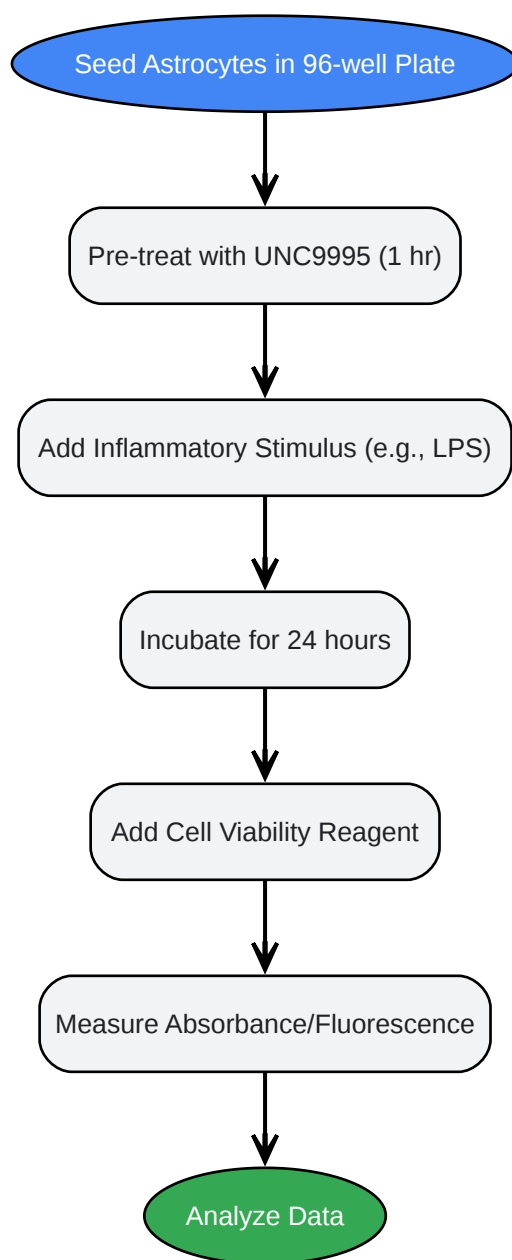 Seed Astrocytes in 96-well Plate
Pre-treat with UNC9995 (1 hr)
Add Inflammatory Stimulus (e.g., LPS)
Incubate for 24 hours
Add Cell Viability Reagent
Measure Absorbance/Fluorescence
Analyze Data